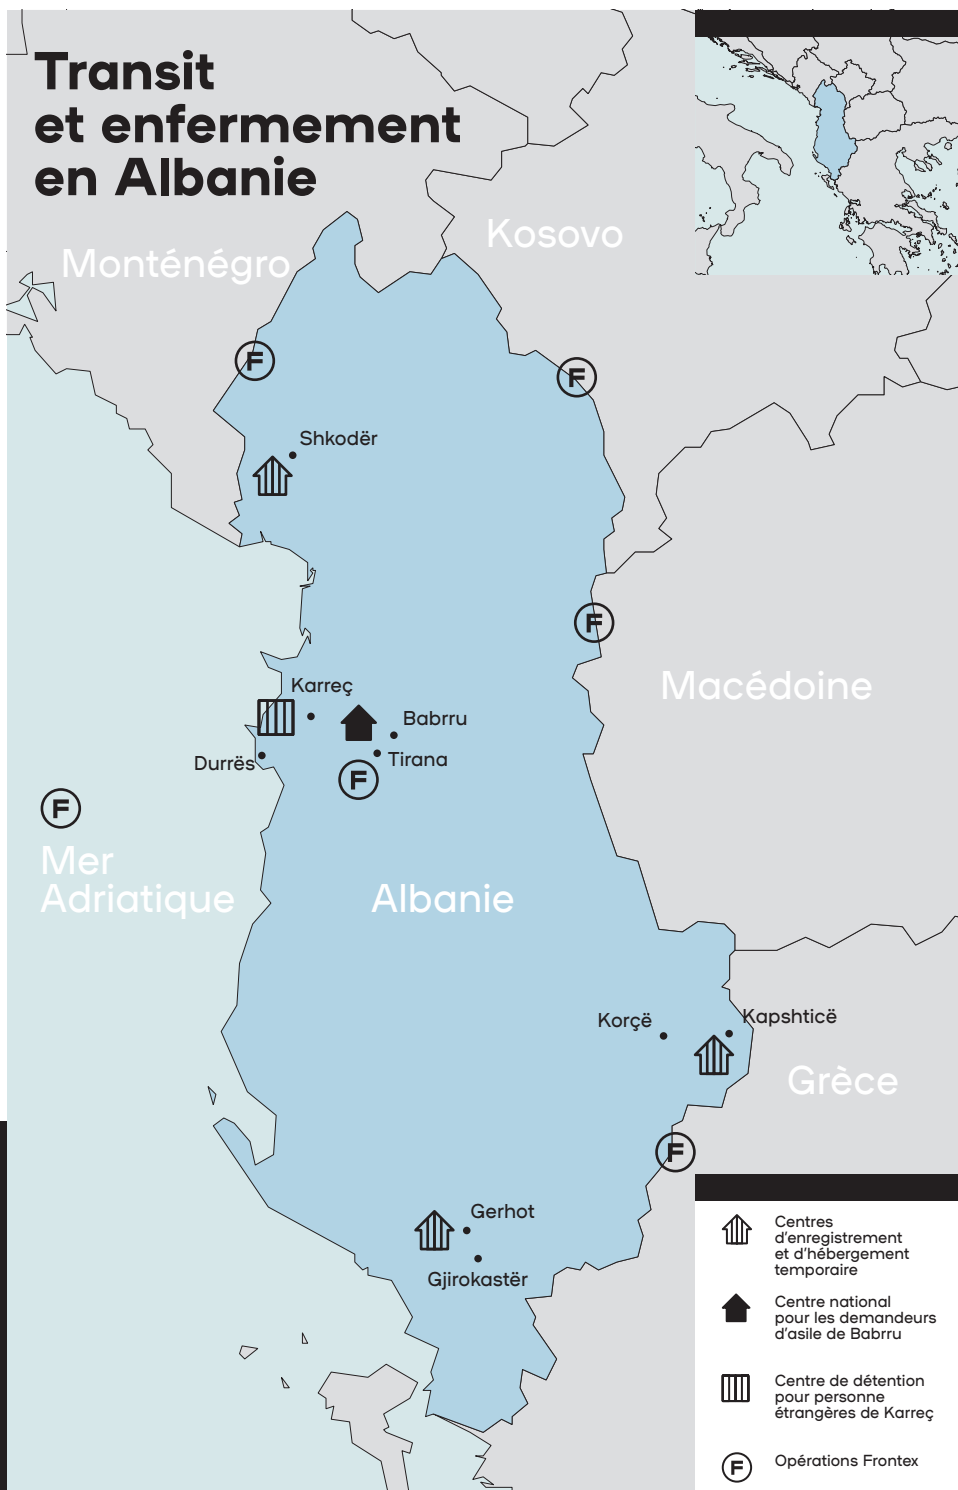 Transit
et enfermement
en Albanie
Kosovo
Monténégro
F
F
Shkodër
F
Macédoine
Karreç
Babrru
Tirana
Durrës
F
F
Mer
Adriatique
Albanie
Korçë
Kapshticë
Grèce
F
Gerhot
Gjirokastër
Centres
d'enregistrement
et d'hébergement
temporaire
Centre national
pour les demandeurs
d'asile de Babrru
Centre de détention
pour personne
étrangères de Karreç
F
Opérations Frontex